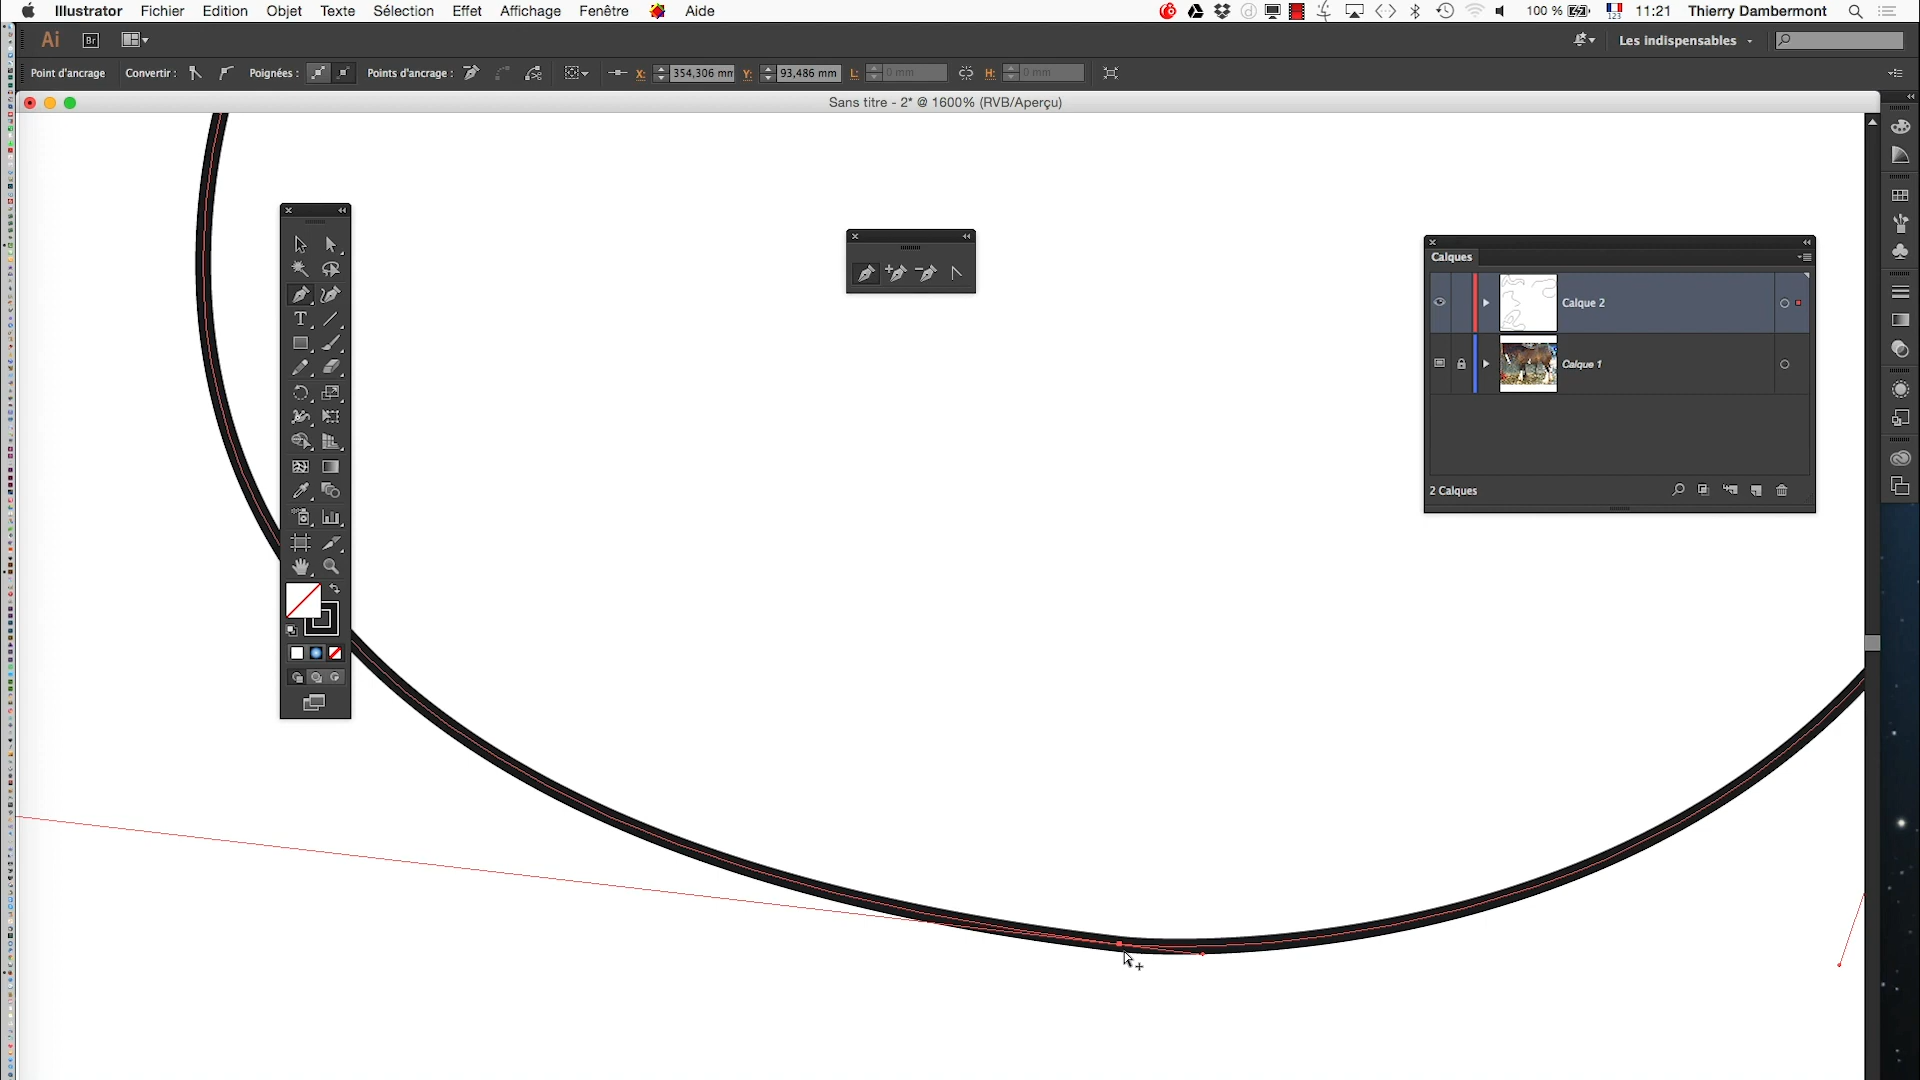 Illustrator Fichier Edition Objet Texte Sélection Effet Affichage Fenêtre Aide 100 % 123 11:21 Thierry Dambermont
Ai Br Les indispensables
Point d'ancrage Convertir : Poignées : Points d'ancrage : X: 354,306 mm Y: 93,486 mm L: 0 mm H: 0 mm
Sans titre - 2* @ 1600% (RVB/Aperçu)
Calques
Calque 2
Calque 1
2 Calques